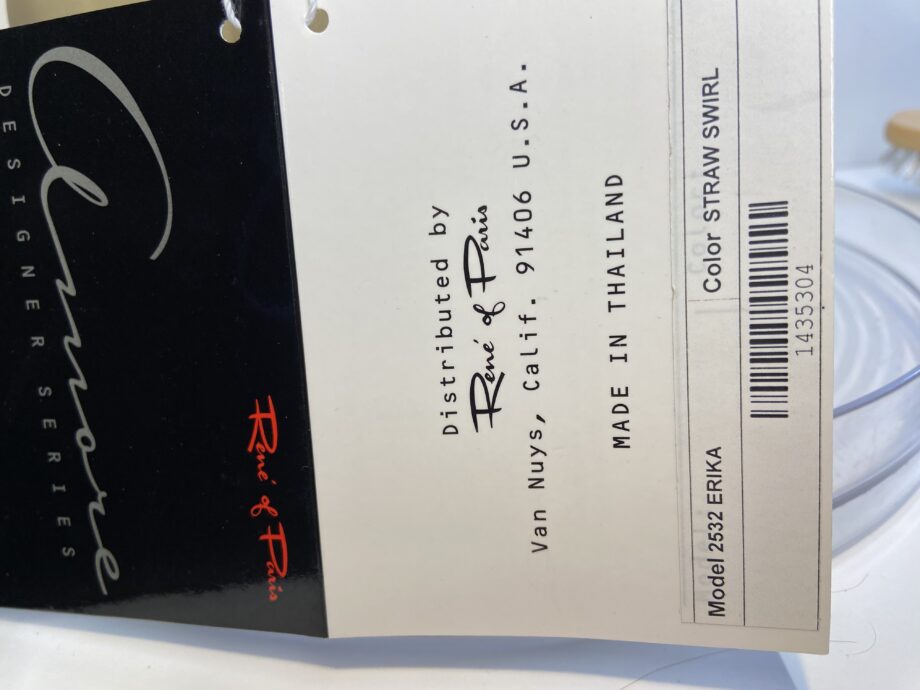 Amore
DESIGNER SERIES
René of Paris
Distributed by
René of Paris
Van Nuys, Calif. 91406 U.S.A.
MADE IN THAILAND
Model 2532 ERIKA
Color STRAW SWIRL
1435304